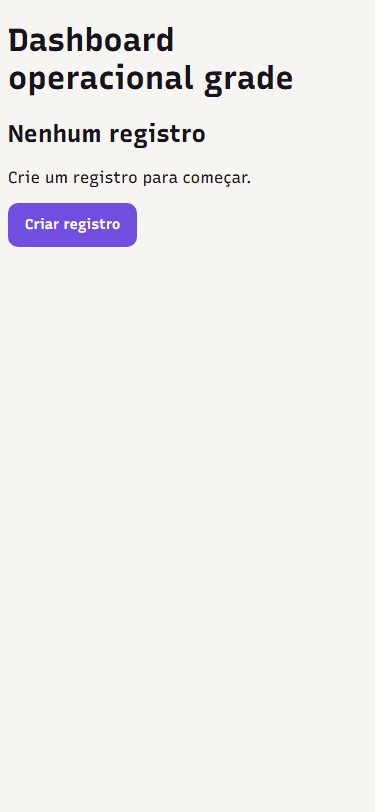 Dashboard
operacional grade
Nenhum registro
Crie um registro para começar.
Criar registro